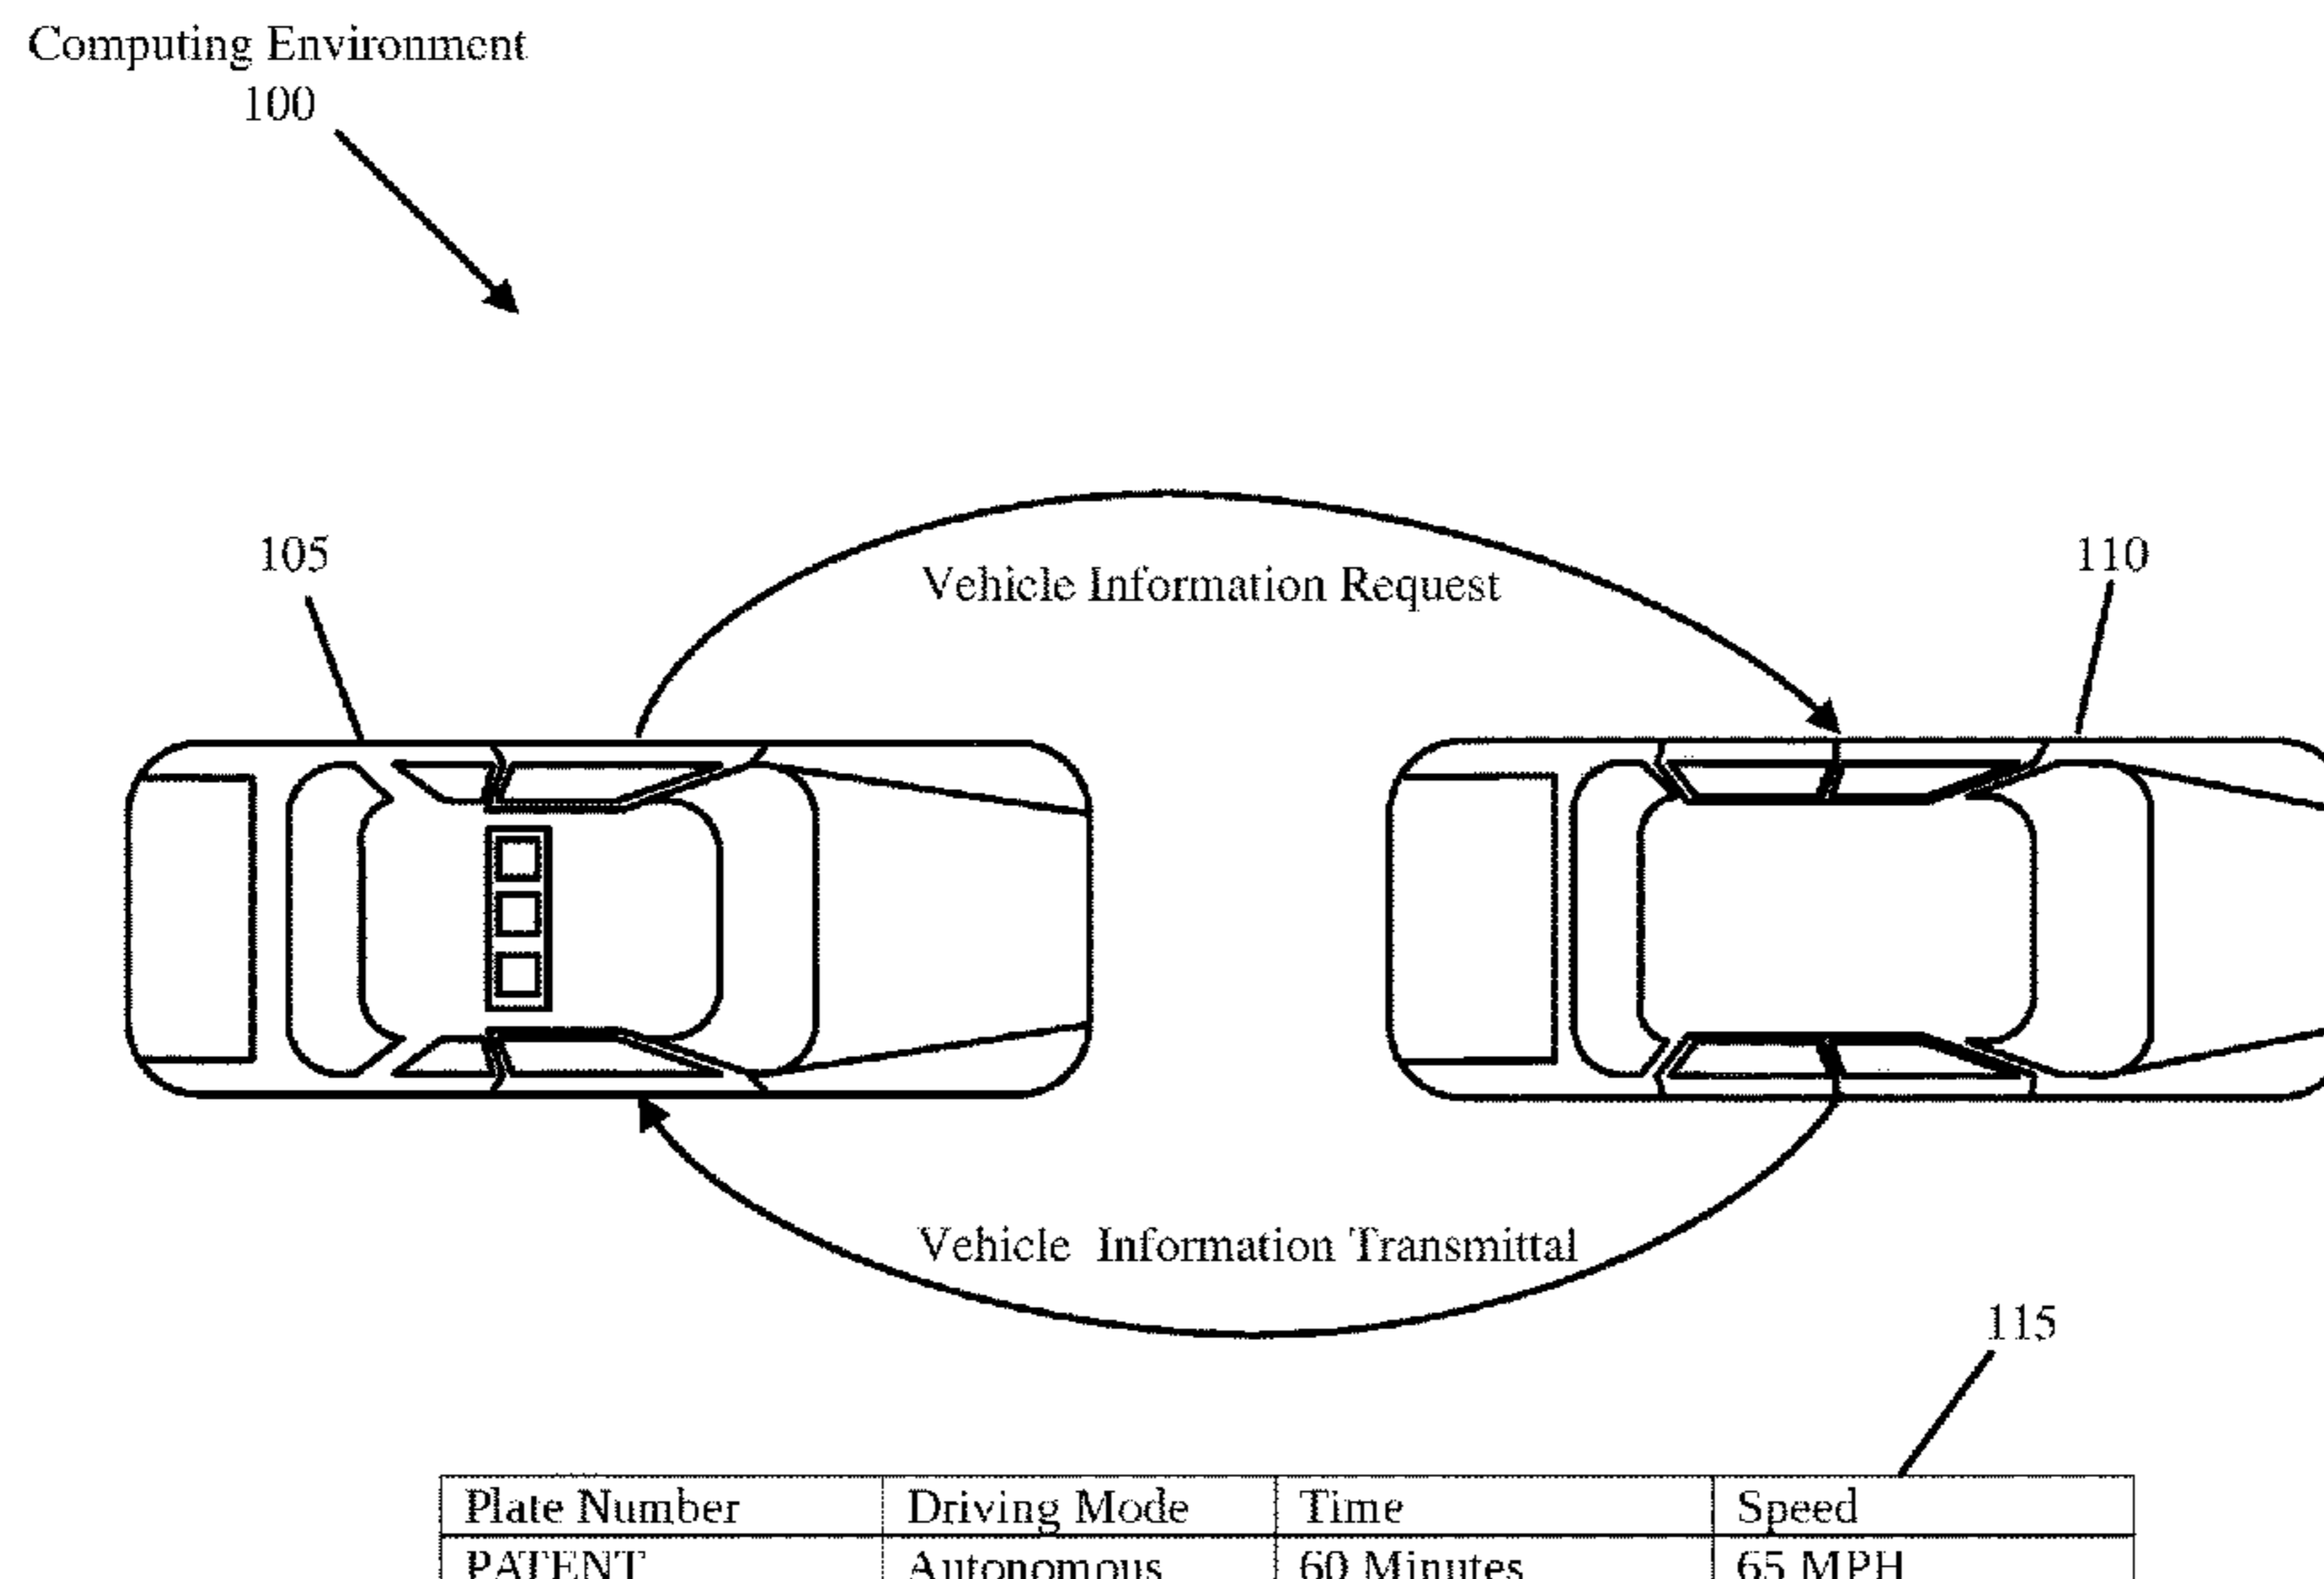 Computing Environment
100
105
110
Vehicle Information Request
Vehicle Information Transmittal
115
Plate Number Driving Mode Time Speed
PATENT Autonomous 60 Minutes 65 MPH